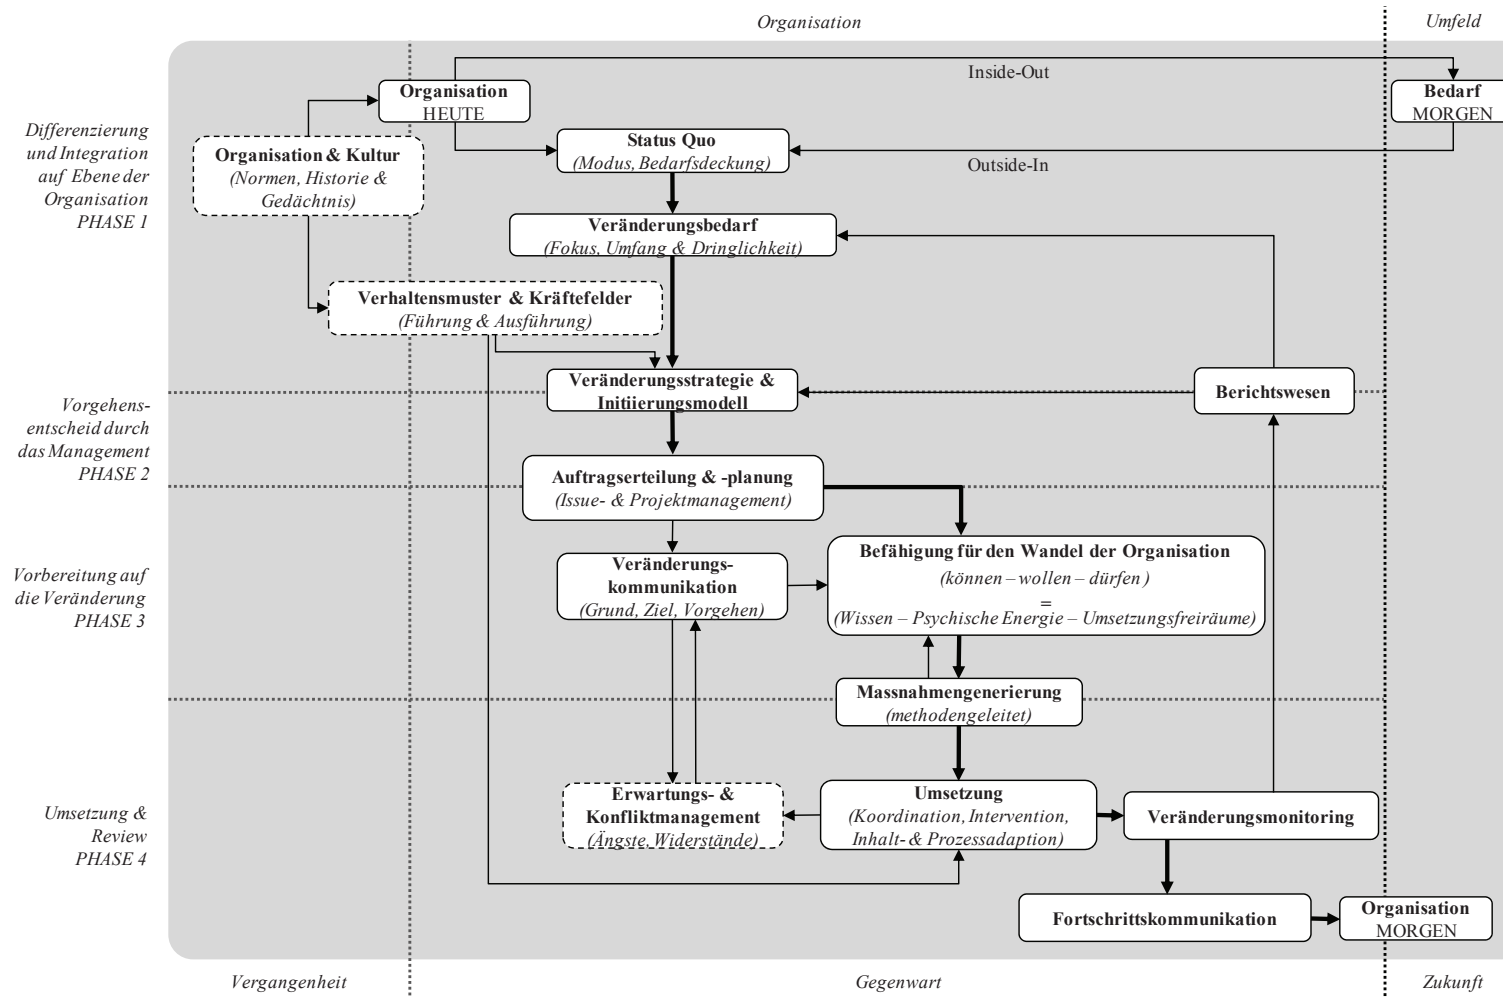 Organisation
Umfeld
Inside-Out
Organisation
HEUTE
Bedarf
MORGEN
Differenzierung
und Integration
auf Ebene der
Organisation
PHASE 1
Organisation & Kultur
(Normen, Historie &
Gedächtnis)
Status Quo
(Modus, Bedarfsdeckung)
Outside-In
Veränderungsbedarf
(Fokus, Umfang & Dringlichkeit)
Verhaltensmuster & Kräftefelder
(Führung & Ausführung)
Veränderungsstrategie &
Initiierungsmodell
Berichtswesen
Vorgehens-
entscheid durch
das Management
PHASE 2
Auftragserteilung & -planung
(Issue- & Projektmanagement)
Vorbereitung auf
die Veränderung
PHASE 3
Veränderungs-
kommunikation
(Grund, Ziel, Vorgehen)
Befähigung für den Wandel der Organisation
(können – wollen – dürfen )
=
(Wissen – Psychische Energie – Umsetzungsfreiräume)
Massnahmengenerierung
(methodengeleitet)
Umsetzung &
Review
PHASE 4
Erwartungs- &
Konfliktmanagement
(Ängste, Widerstände)
Umsetzung
(Koordination, Intervention,
Inhalt- & Prozessadaption)
Veränderungsmonitoring
Fortschrittskommunikation
Organisation
MORGEN
Vergangenheit
Gegenwart
Zukunft